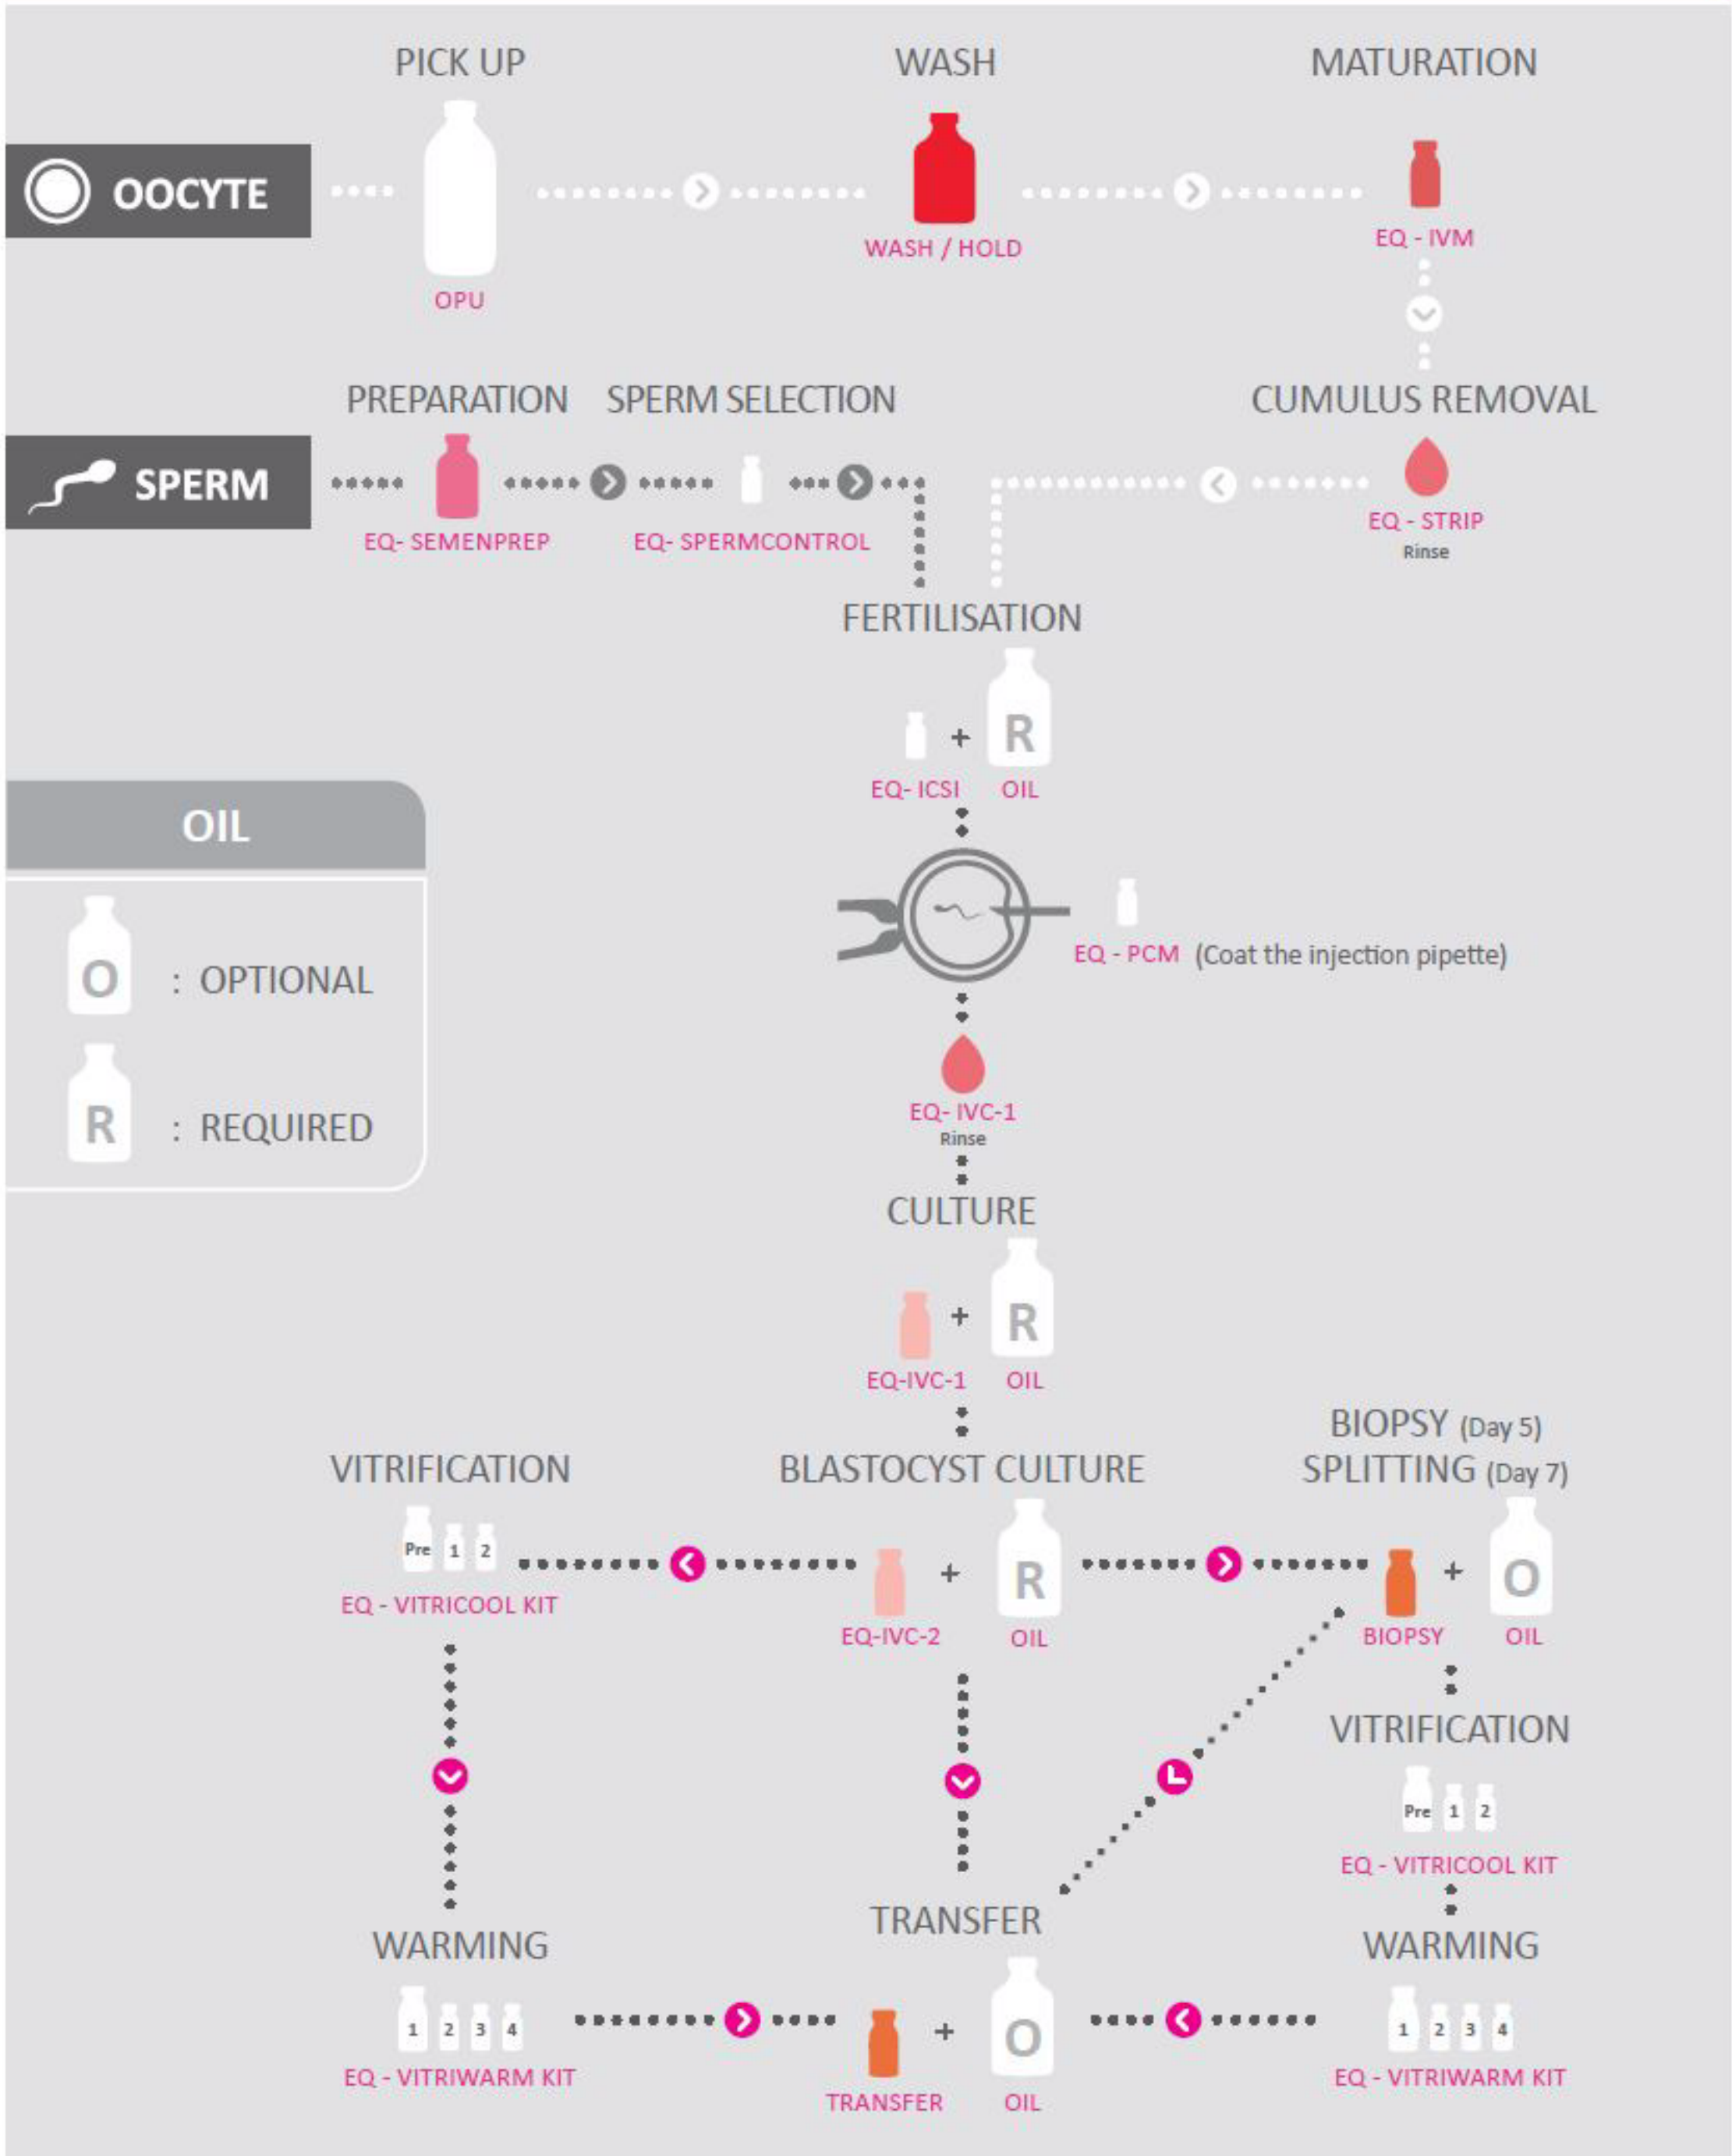 PICK UP
WASH
MATURATION
OOCYTE
OPU
WASH / HOLD
EQ - IVM
PREPARATION
SPERM SELECTION
CUMULUS REMOVAL
SPERM
EQ- SEMENPREP
EQ- SPERMCONTROL
EQ - STRIP
Rinse
FERTILISATION
+
R
EQ- ICSI
OIL
EQ - PCM (Coat the injection pipette)
EQ- IVC-1
Rinse
OIL
O
: OPTIONAL
R
: REQUIRED
CULTURE
+
R
EQ-IVC-1
OIL
VITRIFICATION
Pre 1 2
EQ - VITRICOOL KIT
BLASTOCYST CULTURE
+
R
EQ-IVC-2
OIL
BIOPSY (Day 5)
SPLITTING (Day 7)
+
O
BIOPSY
OIL
VITRIFICATION
Pre 1 2
EQ - VITRICOOL KIT
WARMING
1 2 3 4
EQ - VITRIWARM KIT
TRANSFER
+
O
TRANSFER
OIL
WARMING
1 2 3 4
EQ - VITRIWARM KIT